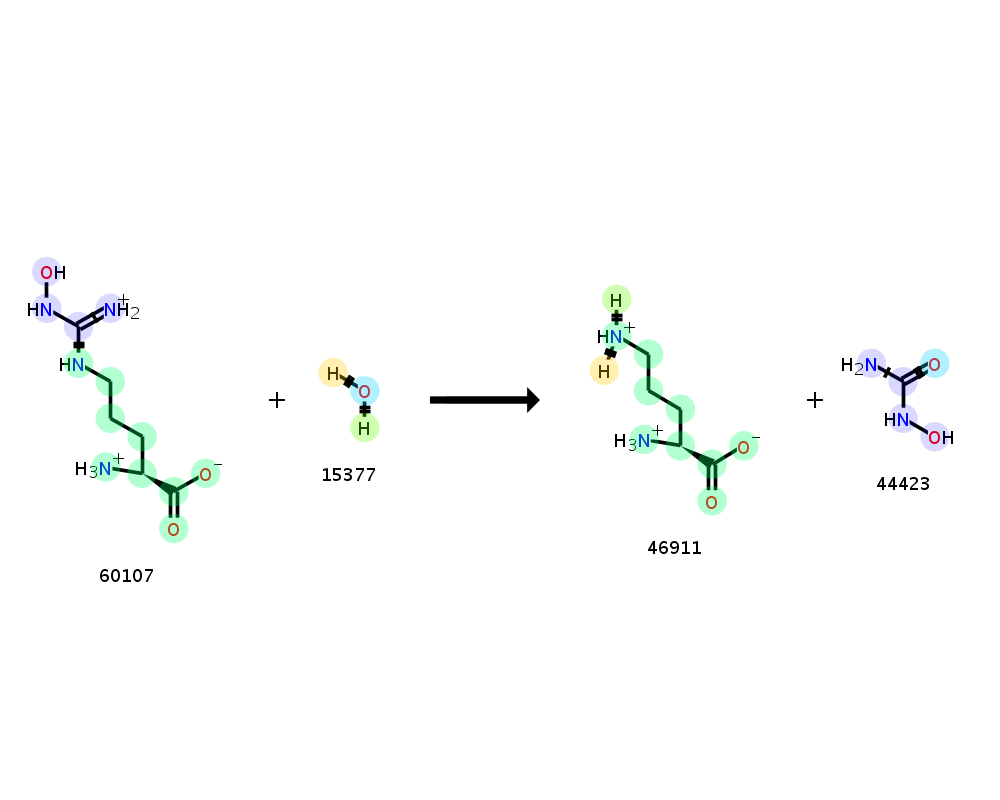 OH
HN
NH2+
HN
H3N+
O-
O
60107
+
H
O
H
15377
H
HN+
H
H3N+
O-
O
46911
+
H2N
O
HN
OH
44423